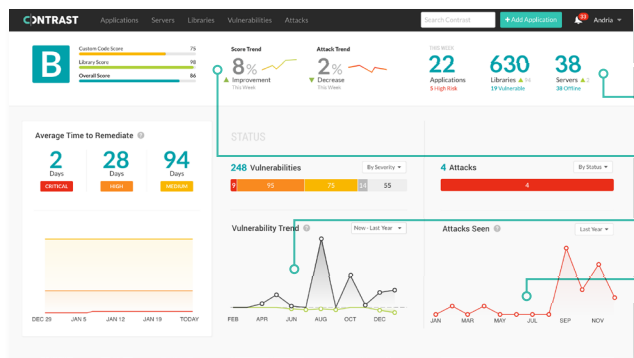 CONTRAST Applications Servers Libraries Vulnerabilities Attacks Search Contrast + Add Application Andria
B
Custom Code Score 75
Library Score 98
Overall Score 86
Score Trend
8%
Improvement
This Week
Attack Trend
2%
Decrease
This Week
THIS WEEK
22
Applications
5 High Risk
630
Libraries
19 Vulnerable
38
Servers
38 Offline
Average Time to Remediate
2 28 94
Days Days Days
CRITICAL HIGH MEDIUM
DEC 29 JAN 5 JAN 12 JAN 19 TODAY
STATUS
248 Vulnerabilities By Severity
9 95 75 14 55
4 Attacks By Status
4
Vulnerability Trend Now - Last Year
FEB APR JUN AUG OCT DEC
Attacks Seen Last Year
JAN MAR MAY JUL SEP NOV